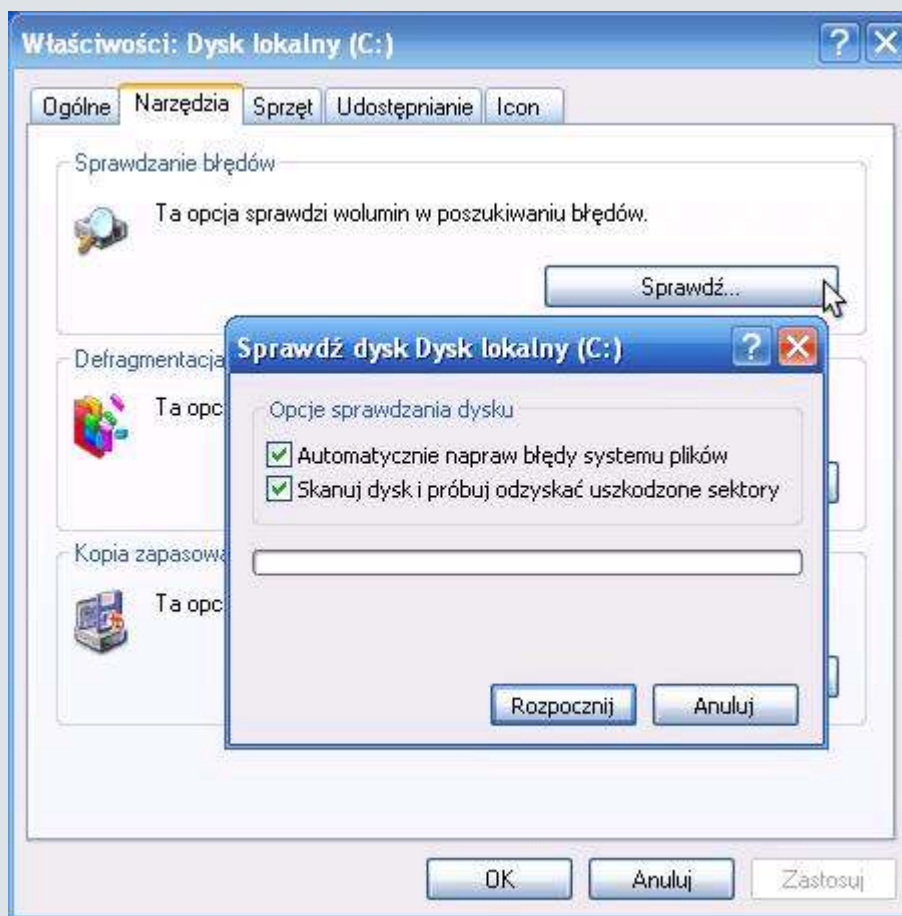 Właściwości: Dysk lokalny (C:)
Ogólne Narzędzia Sprzęt Udostępnianie Icon
Sprawdzanie błędów
Ta opcja sprawdzi wolumin w poszukiwaniu błędów.
Sprawdź...
Defragmentacja
Ta opc
Kopia zapasowa
Ta opc
Sprawdź dysk Dysk lokalny (C:)
Opcje sprawdzania dysku
Automatycznie napraw błędy systemu plików
Skanuj dysk i próbuj odzyskać uszkodzone sektory
Rozpocznij Anuluj
OK Anuluj Zastosuj